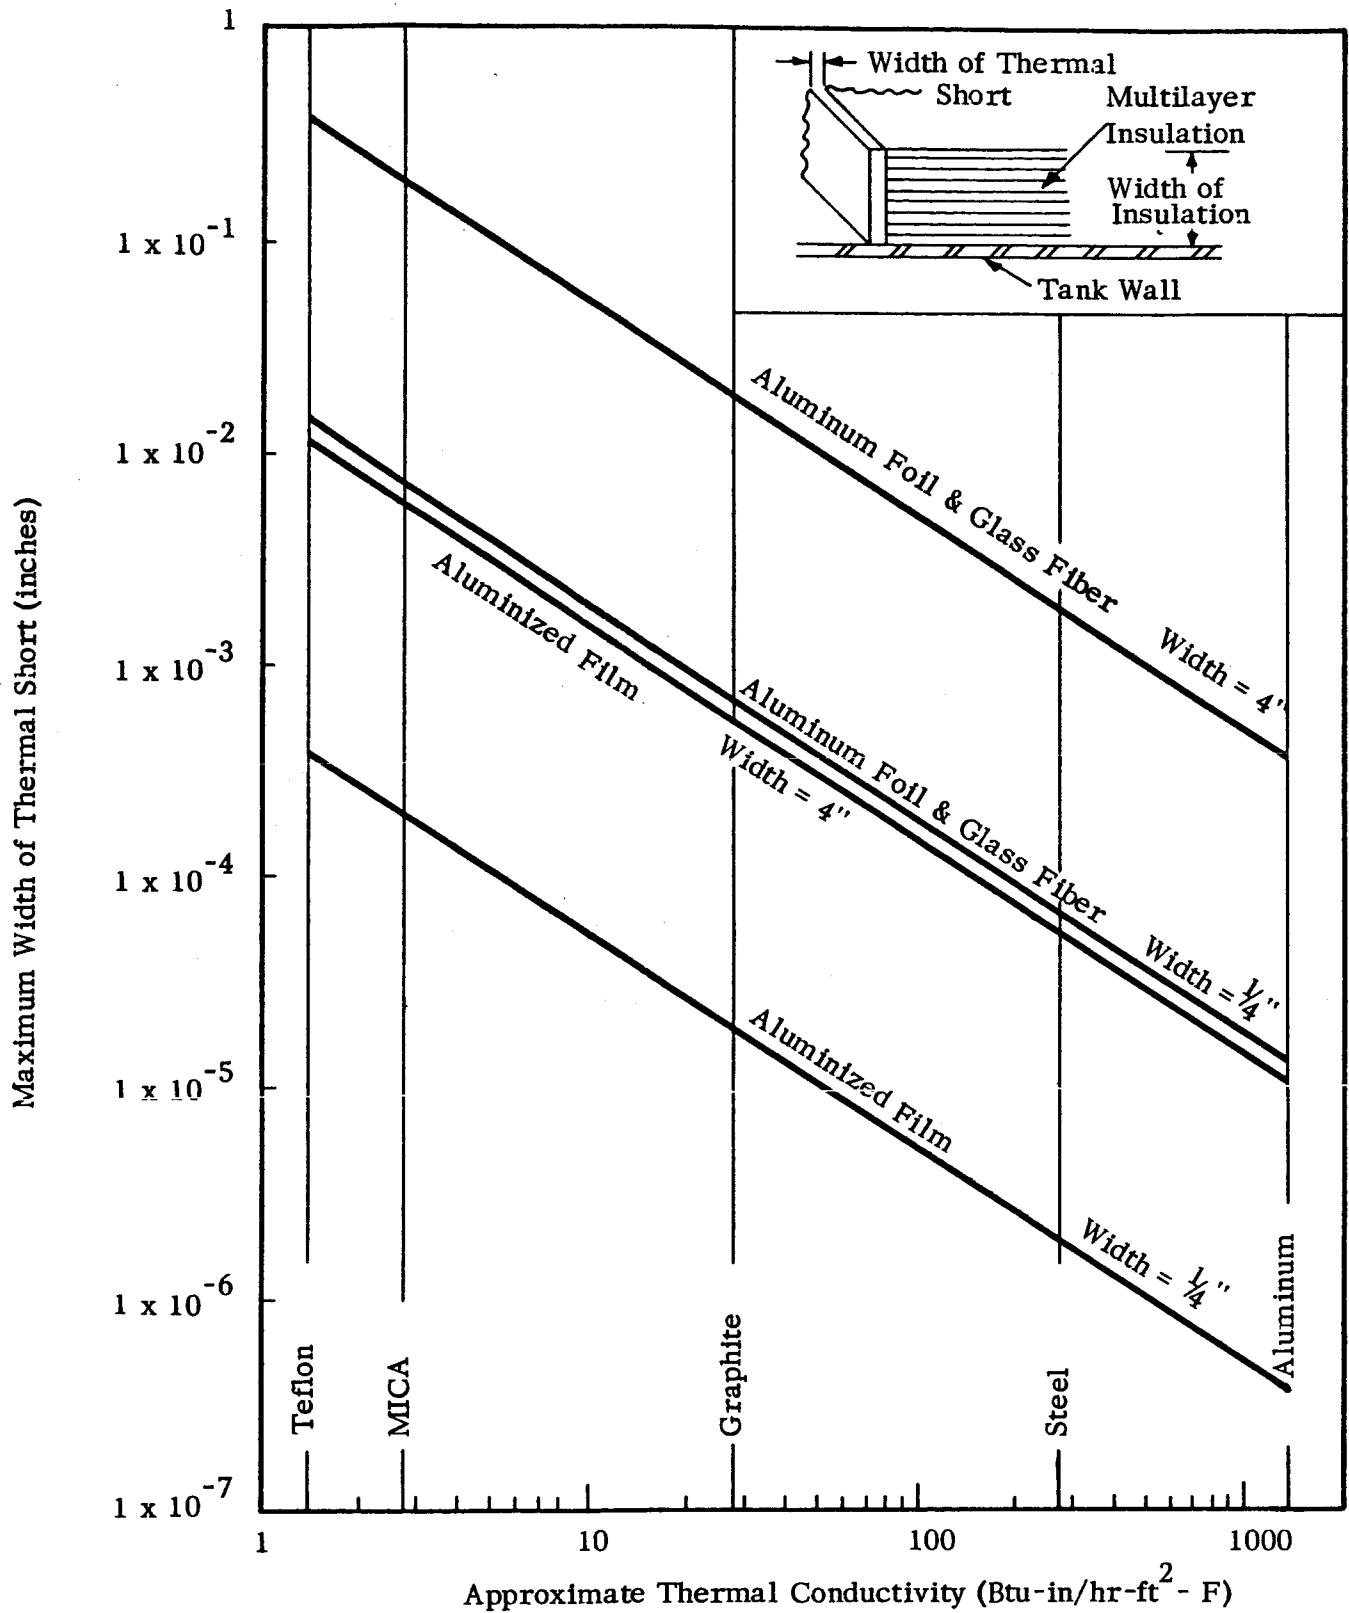 1
1 x 10⁻¹
1 x 10⁻²
1 x 10⁻³
1 x 10⁻⁴
1 x 10⁻⁵
1 x 10⁻⁶
1 x 10⁻⁷
Maximum Width of Thermal Short (inches)
Width of Thermal
Short
Multilayer
Insulation
Width of
Insulation
Tank Wall
Aluminum Foil & Glass Fiber
Width = 4"
Aluminized Film
Width = 4"
Aluminum Foil & Glass Fiber
Width = 1/4"
Aluminized Film
Width = 1/4"
Teflon
MICA
Graphite
Steel
Aluminum
1
10
100
1000
Approximate Thermal Conductivity (Btu-in/hr-ft² - F)